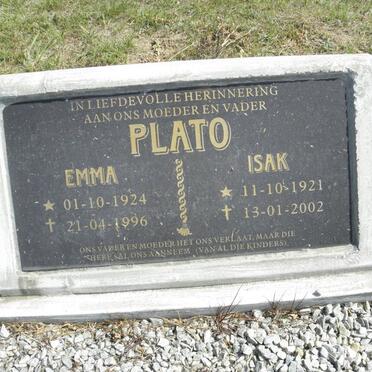 IN LIEFDEVOLLE HERINNERING
AAN ONS MOEDER EN VADER
PLATO
EMMA
★ 01-10-1924
✝ 21-04-1996
ISAK
★ 11-10-1921
✝ 13-01-2002
ONS VADER EN MOEDER HET ONS VERLAAT, MAAR DIE
HERE SAL ONS AANNEEM (VAN AL DIE KINDERS)